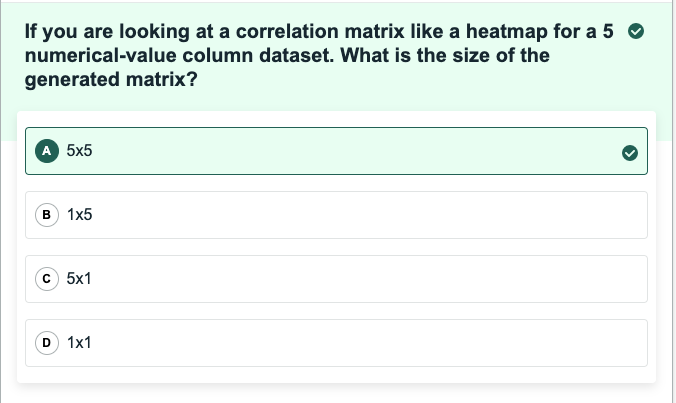 If you are looking at a correlation matrix like a heatmap for a 5
numerical-value column dataset. What is the size of the
generated matrix?
A 5x5
B 1x5
C 5x1
D 1x1